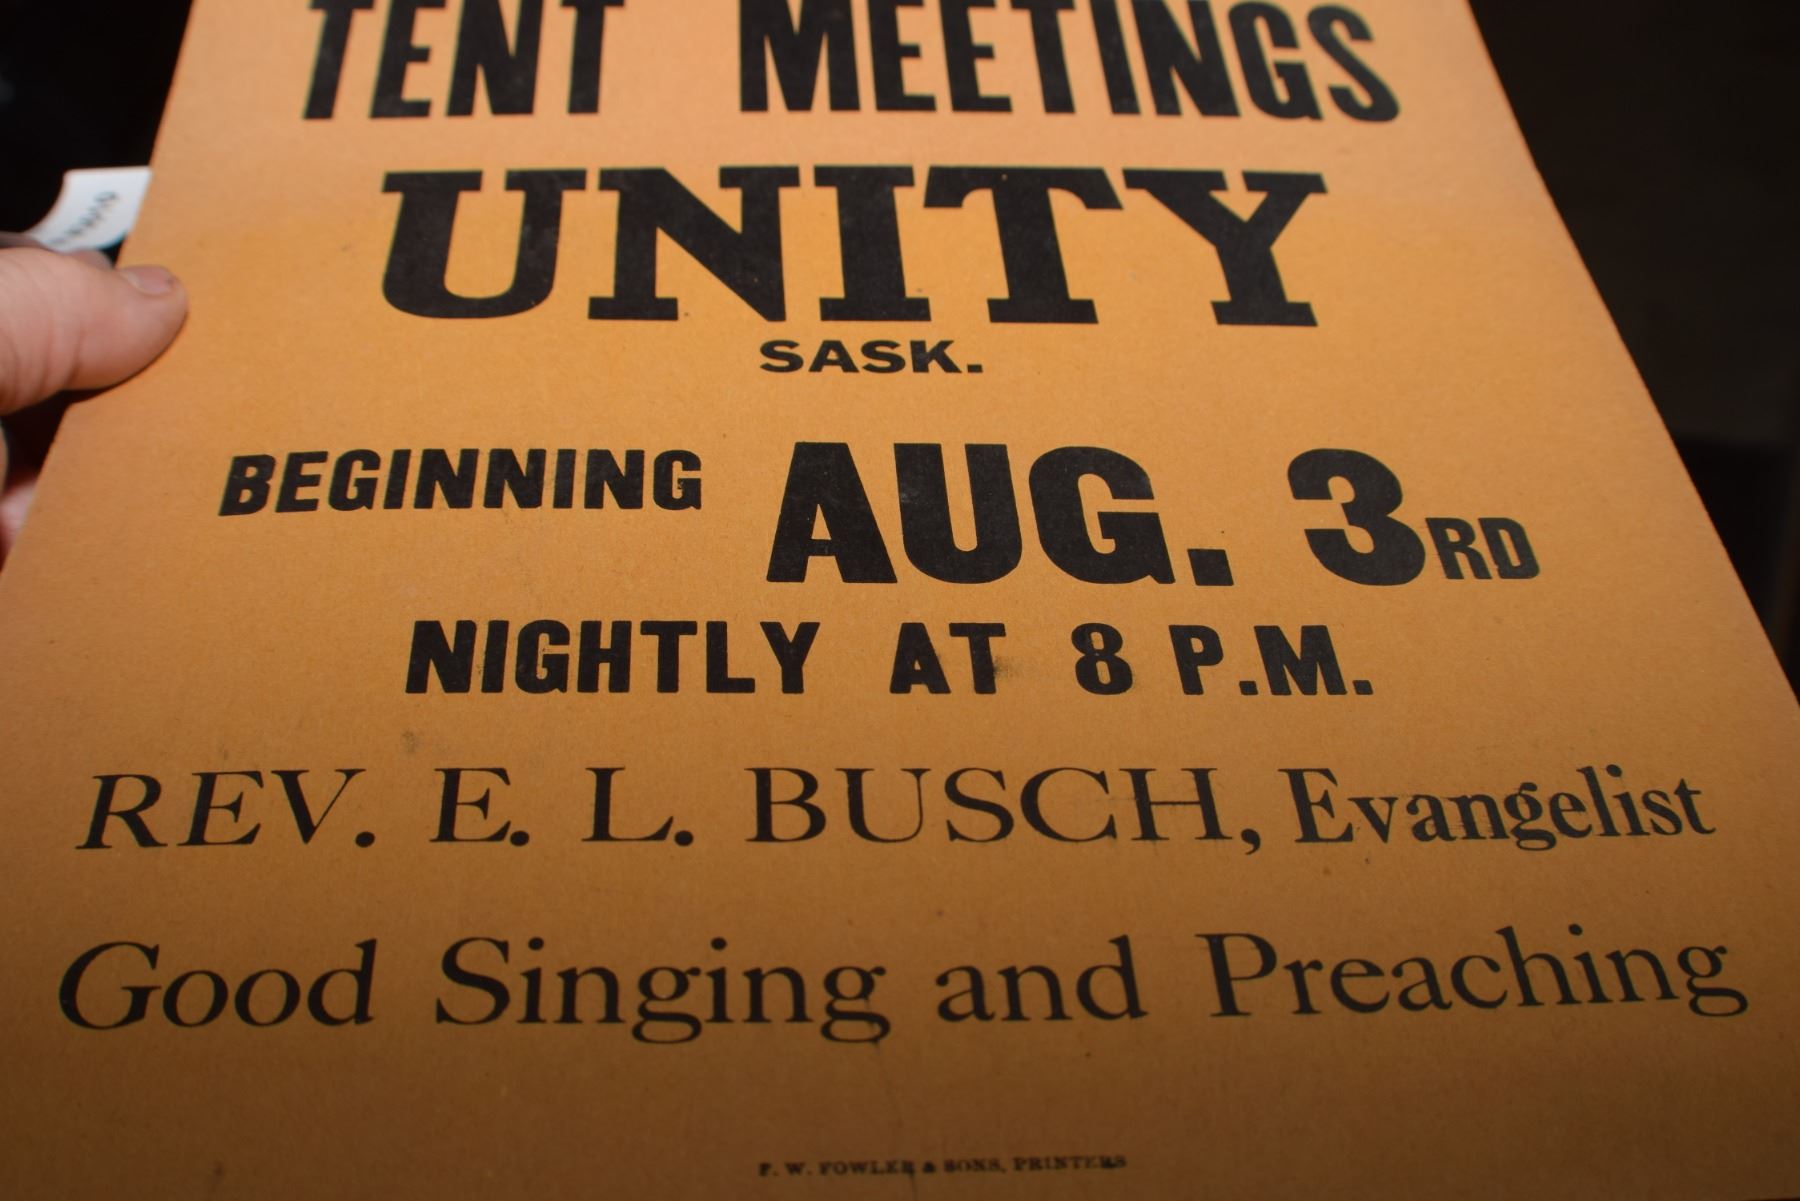 TENT MEETINGS
UNITY
SASK.
BEGINNING AUG. 3RD
NIGHTLY AT 8 P.M.
REV. E. L. BUSCH, Evangelist
Good Singing and Preaching
F. W. FOWLER & SONS, PRINTERS